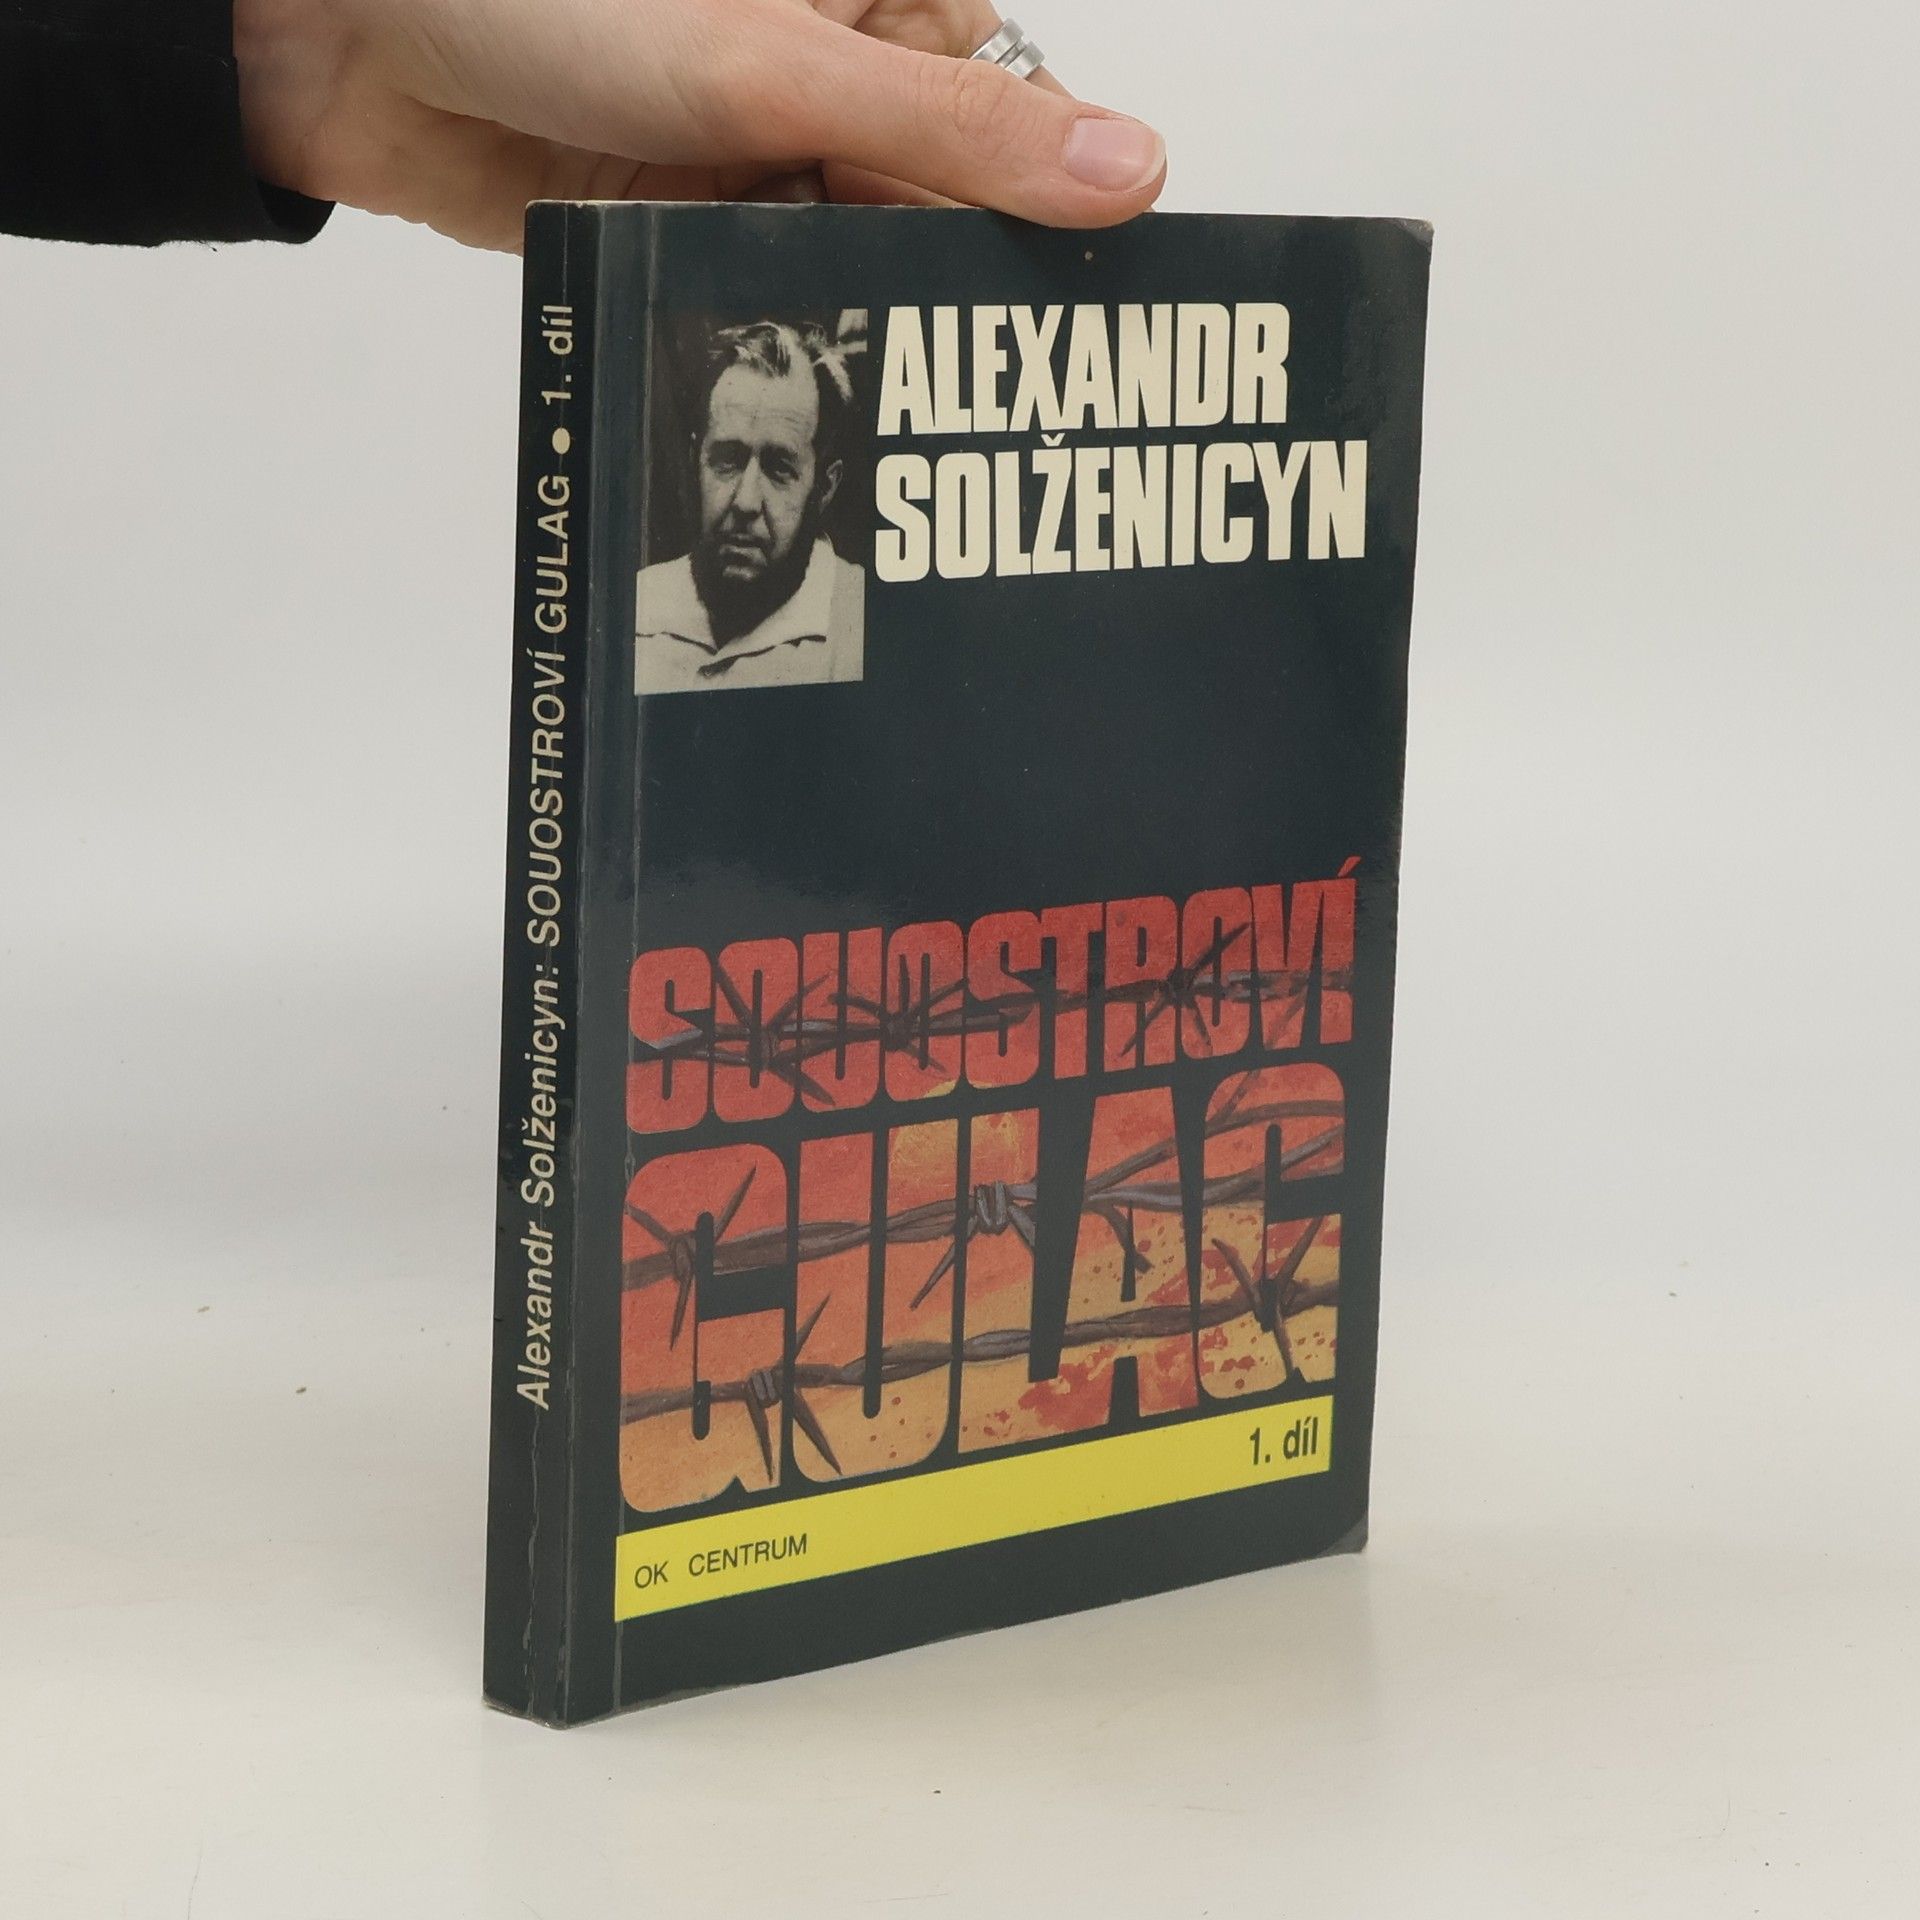 Alexandr Solženicyn: SOUOSTROVÍ GULAG ● 1. díl
ALEXANDR
SOLŽENICYN
SOUOSTROVÍ
GULAG
1. díl
OK CENTRUM